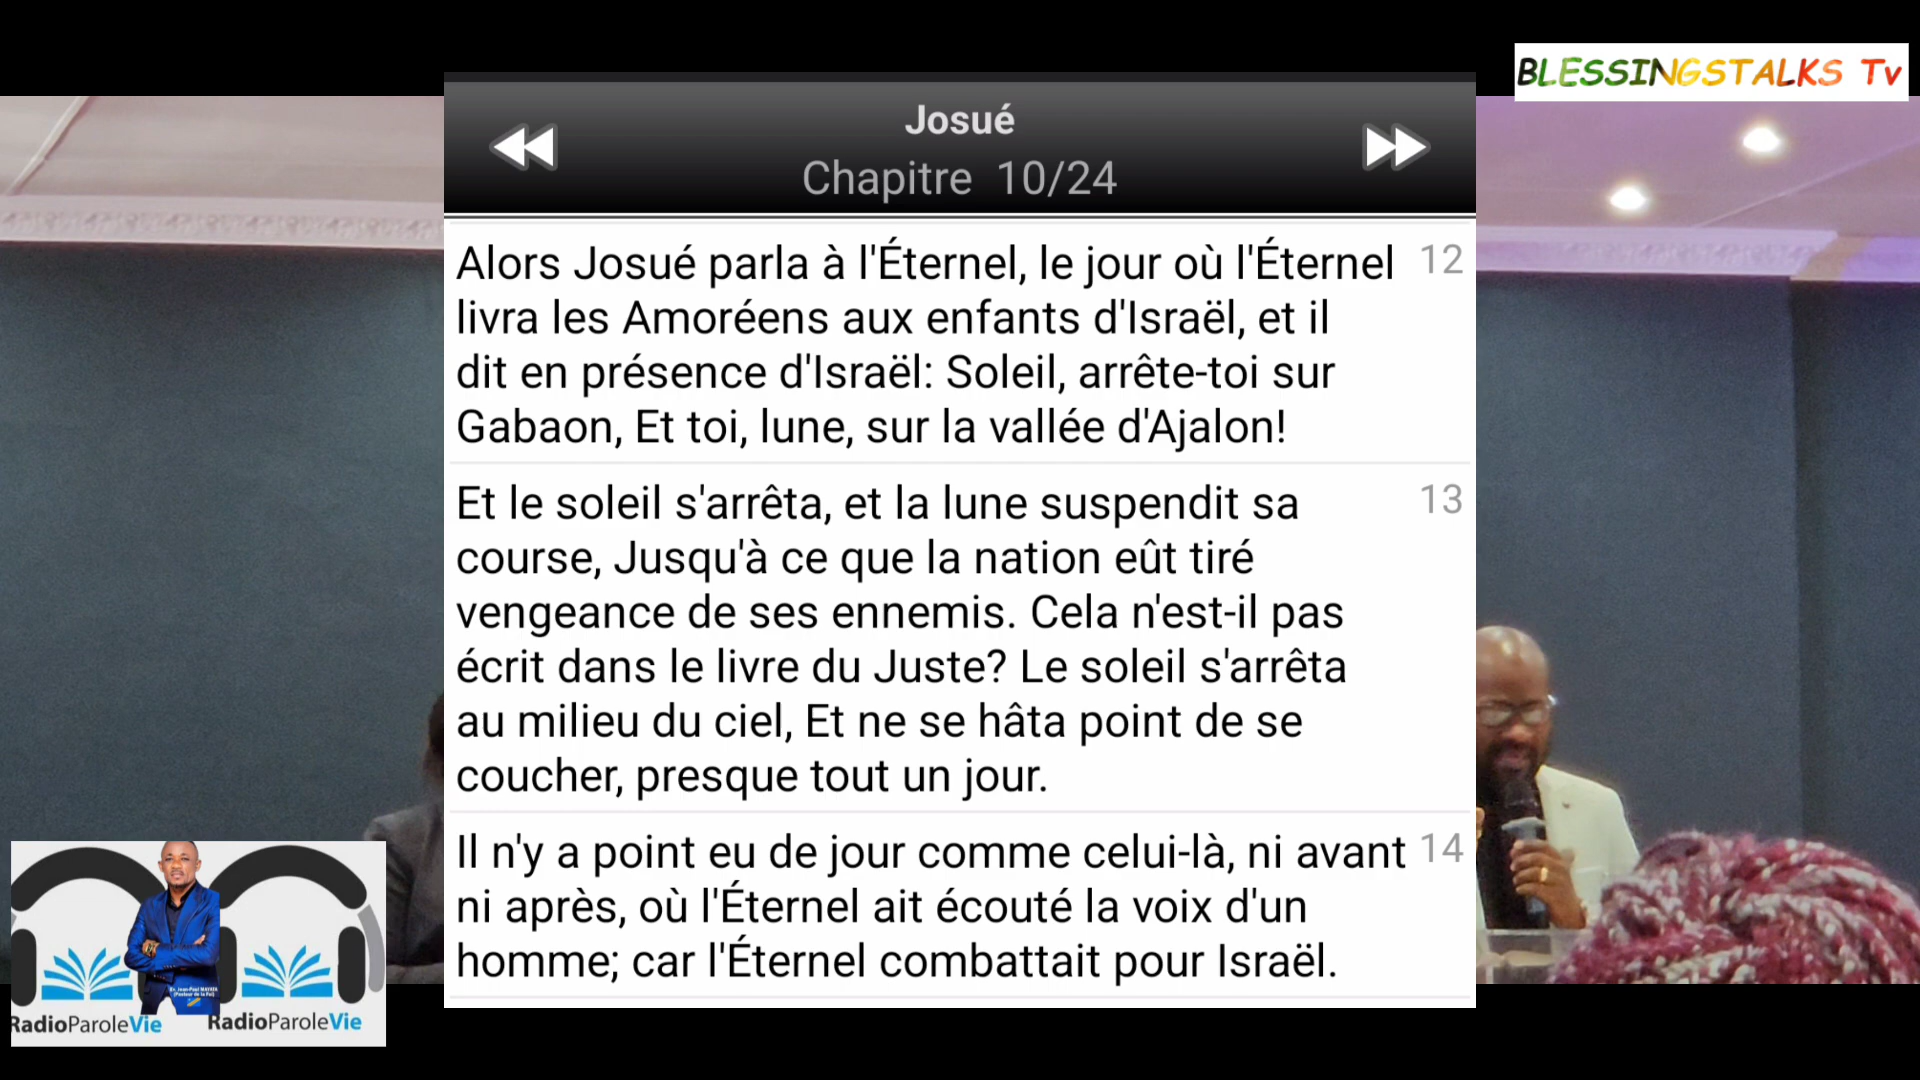 BLESSINGSTALKS Tv
Josué
Chapitre 10/24
Alors Josué parla à l'Éternel, le jour où l'Éternel 12
livra les Amoréens aux enfants d'Israël, et il
dit en présence d'Israël: Soleil, arrête-toi sur
Gabaon, Et toi, lune, sur la vallée d'Ajalon!
Et le soleil s'arrêta, et la lune suspendit sa 13
course, Jusqu'à ce que la nation eût tiré
vengeance de ses ennemis. Cela n'est-il pas
écrit dans le livre du Juste? Le soleil s'arrêta
au milieu du ciel, Et ne se hâta point de se
coucher, presque tout un jour.
Il n'y a point eu de jour comme celui-là, ni avant 14
ni après, où l'Éternel ait écouté la voix d'un
homme; car l'Éternel combattait pour Israël.
RadioParoleVie RadioParoleVie